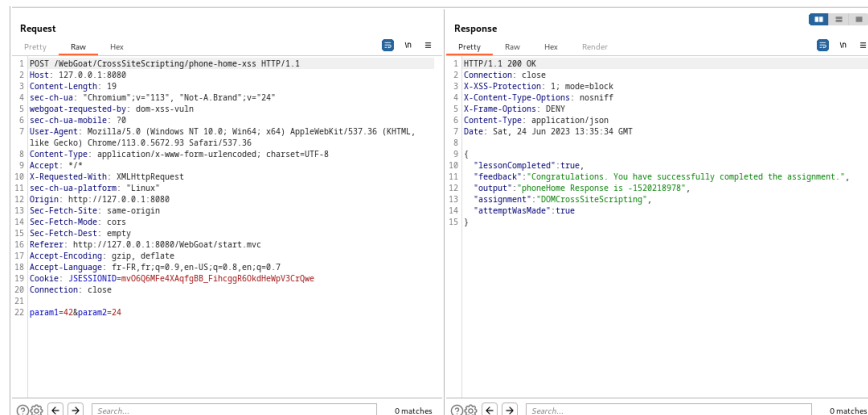 Request
Pretty Raw Hex
\n
1 POST /WebGoat/CrossSiteScripting/phone-home-xss HTTP/1.1
2 Host: 127.0.0.1:8080
3 Content-Length: 19
4 sec-ch-ua: "Chromium";v="113", "Not-A.Brand";v="24"
5 webgoat-requested-by: dom-xss-vuln
6 sec-ch-ua-mobile: ?0
7 User-Agent: Mozilla/5.0 (Windows NT 10.0; Win64; x64) AppleWebKit/537.36 (KHTML,
like Gecko) Chrome/113.0.5672.93 Safari/537.36
8 Content-Type: application/x-www-form-urlencoded; charset=UTF-8
9 Accept: */*
10 X-Requested-With: XMLHttpRequest
11 sec-ch-ua-platform: "Linux"
12 Origin: http://127.0.0.1:8080
13 Sec-Fetch-Site: same-origin
14 Sec-Fetch-Mode: cors
15 Sec-Fetch-Dest: empty
16 Referer: http://127.0.0.1:8080/WebGoat/start.mvc
17 Accept-Encoding: gzip, deflate
18 Accept-Language: fr-FR,fr;q=0.9,en-US;q=0.8,en;q=0.7
19 Cookie: JSESSIONID=mvO6Q6MFe4XAqfgBB_FihcggR6OkdHeWpV3CrQwe
20 Connection: close
21
22 param1=42&param2=24
Search...
0 matches
Response
Pretty Raw Hex Render
\n
1 HTTP/1.1 200 OK
2 Connection: close
3 X-XSS-Protection: 1; mode=block
4 X-Content-Type-Options: nosniff
5 X-Frame-Options: DENY
6 Content-Type: application/json
7 Date: Sat, 24 Jun 2023 13:35:34 GMT
8
9 {
10 "lessonCompleted":true,
11 "feedback":"Congratulations. You have successfully completed the assignment.",
12 "output":"phoneHome Response is -1520218978",
13 "assignment":"DOMCrossSiteScripting",
14 "attemptWasMade":true
15 }
Search...
0 matches